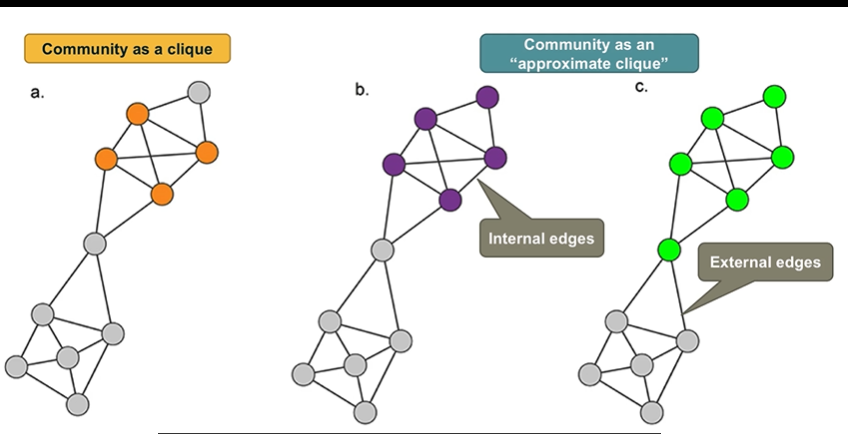 Community as a clique
Community as an
“approximate clique”
a.
b.
c.
Internal edges
External edges